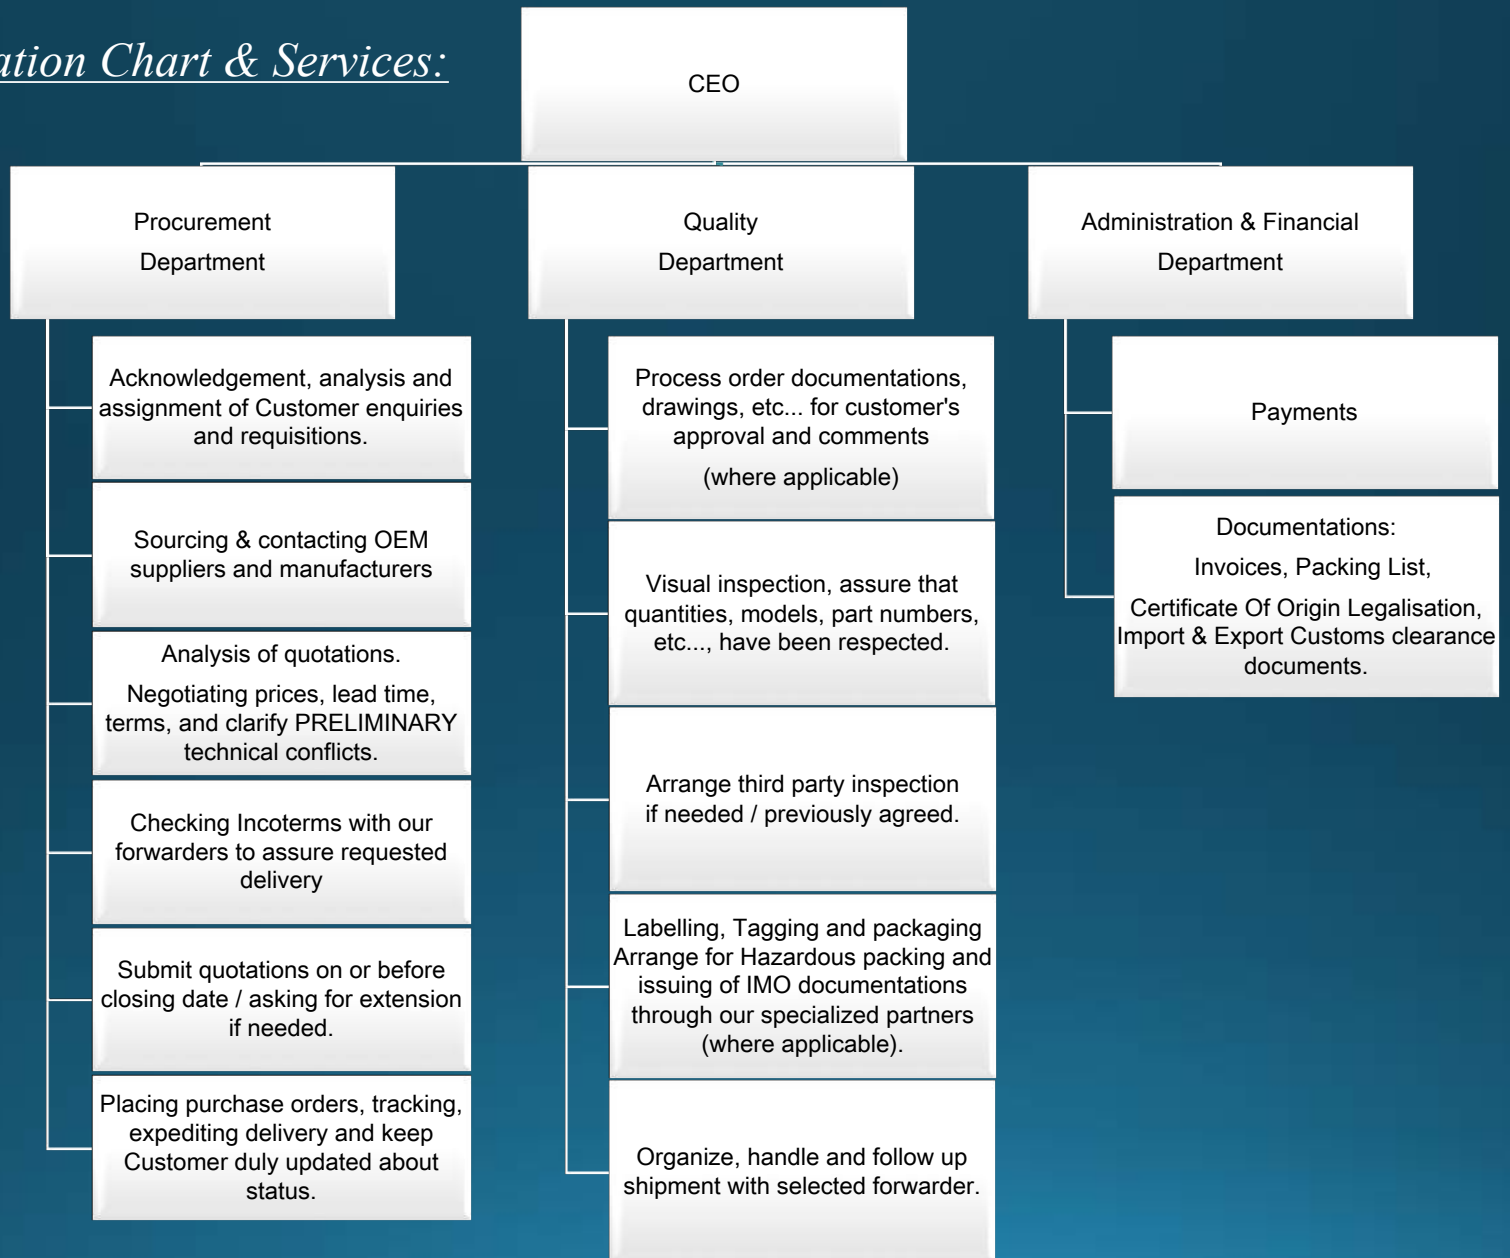 ation Chart & Services:
CEO
Procurement
Department
Quality
Department
Administration & Financial
Department
Acknowledgement, analysis and
assignment of Customer enquiries
and requisitions.
Sourcing & contacting OEM
suppliers and manufacturers
Analysis of quotations.
Negotiating prices, lead time,
terms, and clarify PRELIMINARY
technical conflicts.
Checking Incoterms with our
forwarders to assure requested
delivery
Submit quotations on or before
closing date / asking for extension
if needed.
Placing purchase orders, tracking,
expediting delivery and keep
Customer duly updated about
status.
Process order documentations,
drawings, etc... for customer's
approval and comments
(where applicable)
Visual inspection, assure that
quantities, models, part numbers,
etc..., have been respected.
Arrange third party inspection
if needed / previously agreed.
Labelling, Tagging and packaging
Arrange for Hazardous packing and
issuing of IMO documentations
through our specialized partners
(where applicable).
Organize, handle and follow up
shipment with selected forwarder.
Payments
Documentations:
Invoices, Packing List,
Certificate Of Origin Legalisation,
Import & Export Customs clearance
documents.